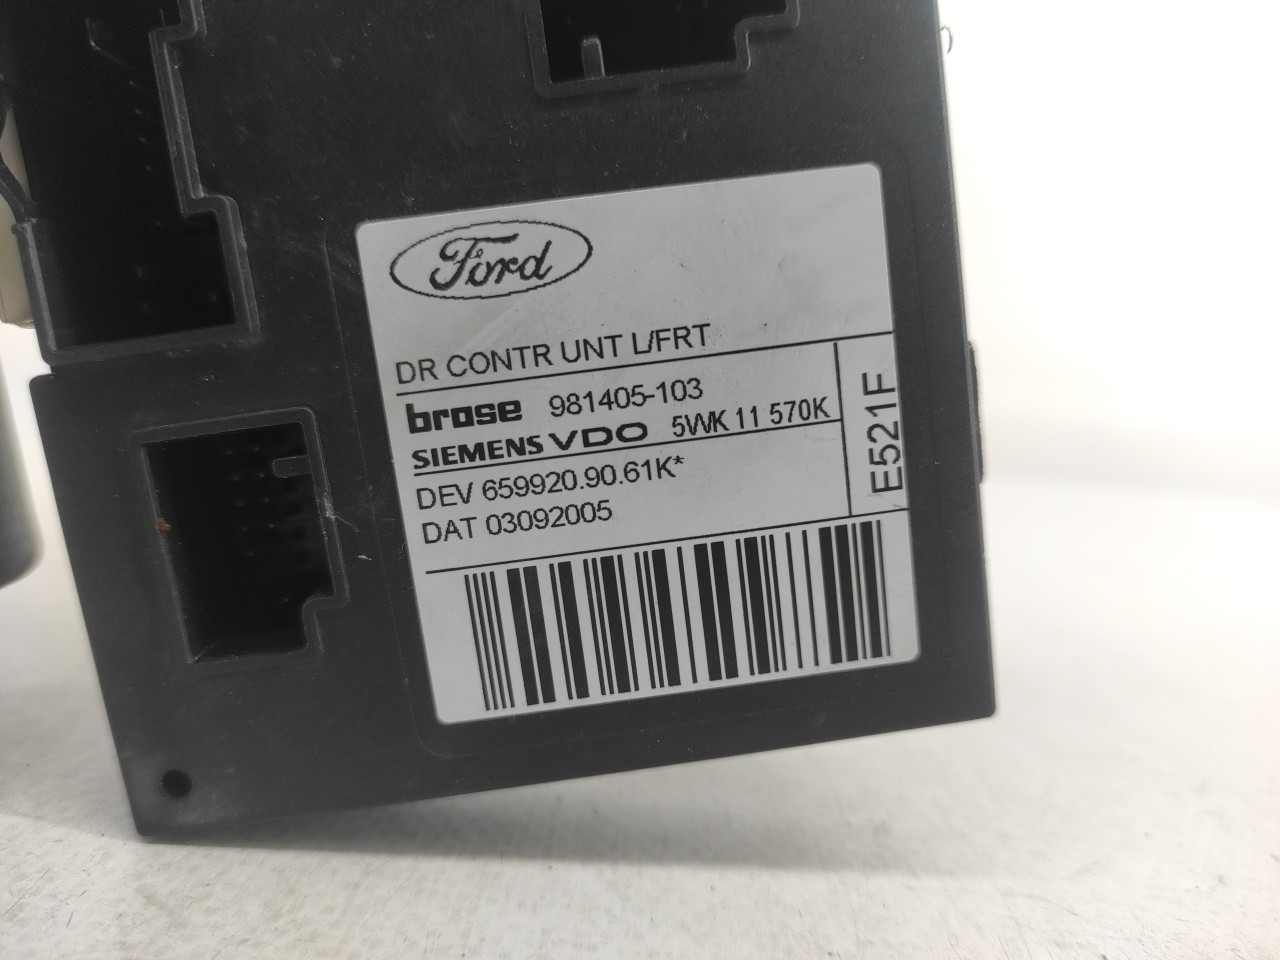 Ford
DR CONTR UNT L/FRT
brose 981405-103
SIEMENS VDO 5WK 11 570K
DEV 659920.90.61K*
DAT 03092005
E521F